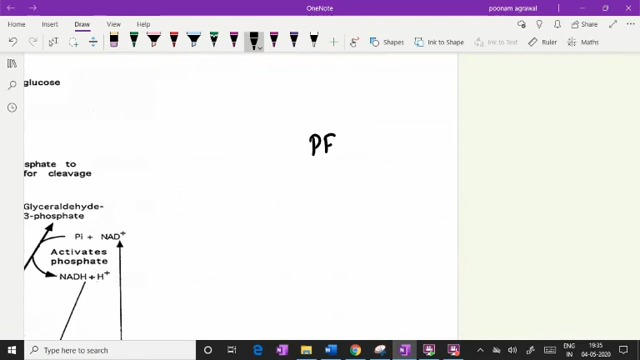 OneNote
poonam agrawal
Home Insert Draw History Review View Help Share
Shapes Ink to Shape Ink to Text Ruler Maths
glucose
sphate to
for cleavage
Glyceraldehyde-
3-phosphate
Pi + NAD+
Activates
phosphate
NADH + H+
PF
Type here to search
ENG
IN
19:35
04-05-2020